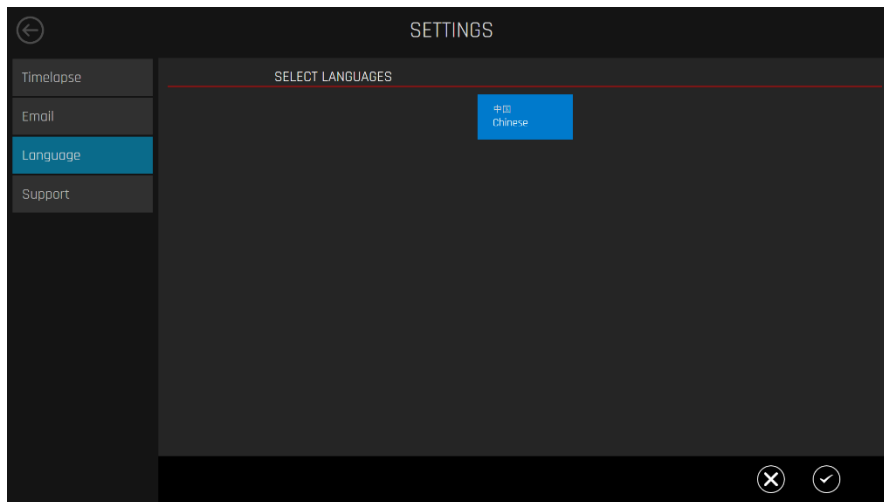 SETTINGS
Timelapse
Email
Language
Support
SELECT LANGUAGES
中国
Chinese